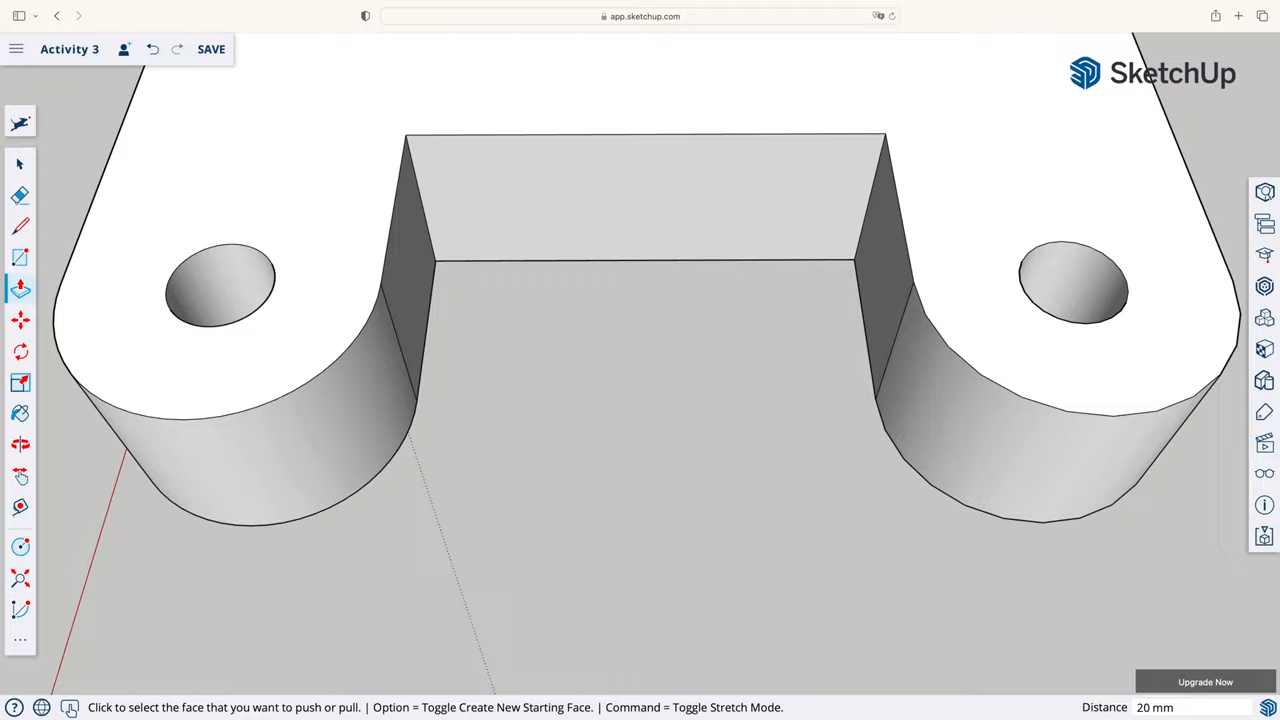 app.sketchup.com
Activity 3
SAVE
SketchUp
Upgrade Now
Click to select the face that you want to push or pull. | Option = Toggle Create New Starting Face. | Command = Toggle Stretch Mode.
Distance 20 mm